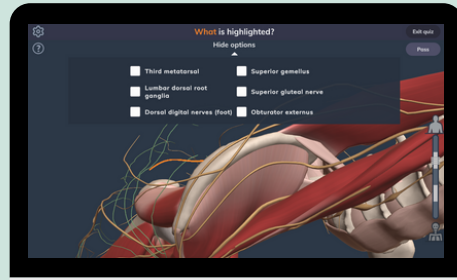 What is highlighted?
Exit quiz
Hide options
Pass
Third metatarsal
Superior gemellus
Lumbar dorsal root
ganglia
Superior gluteal nerve
Dorsal digital nerves (foot)
Obturator externus